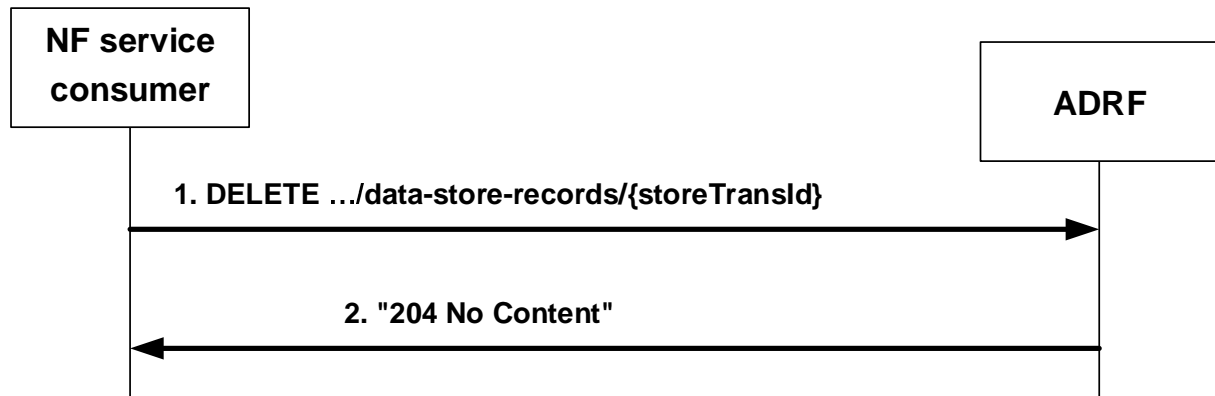 NF service
consumer
ADRF
1. DELETE …/data-store-records/{storeTransId}
2. "204 No Content"